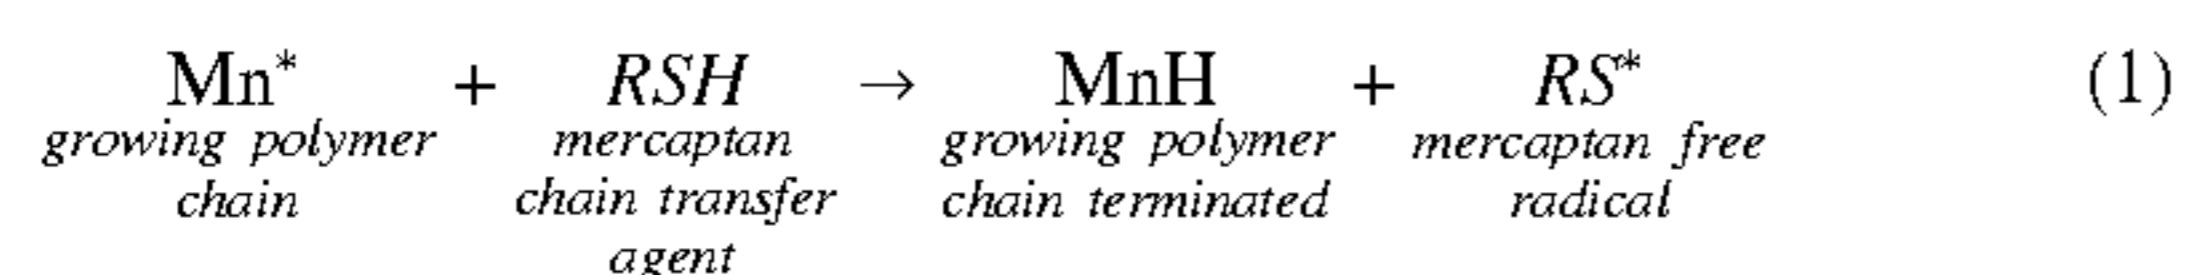 Mn* + RSH → MnH + RS* (1)
growing polymer mercaptan growing polymer mercaptan free
chain chain transfer chain terminated radical
agent